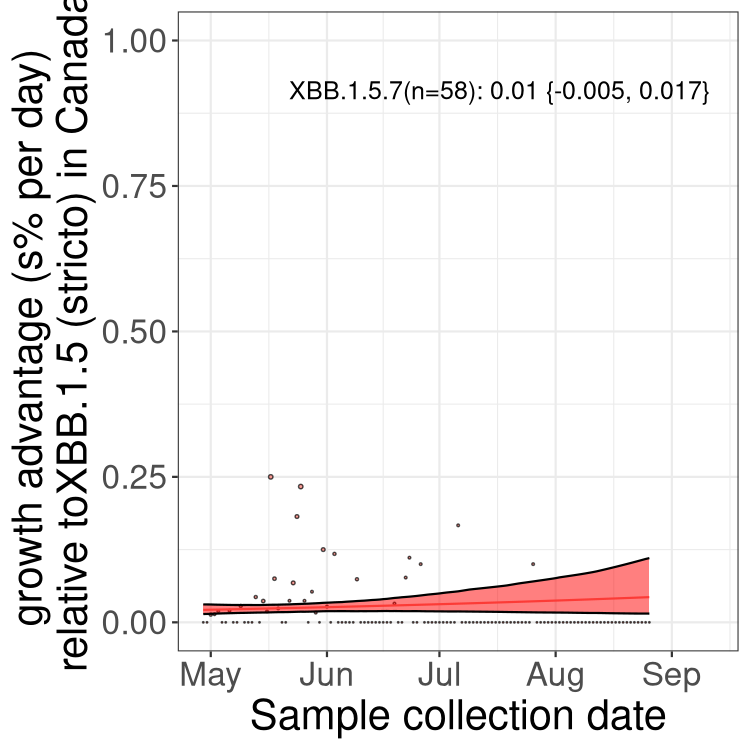 growth advantage (s% per day)
relative toXBB.1.5 (stricto) in Canada
1.00
XBB.1.5.7(n=58): 0.01 {-0.005, 0.017}
0.75
0.50
0.25
0.00
May Jun Jul Aug Sep
Sample collection date